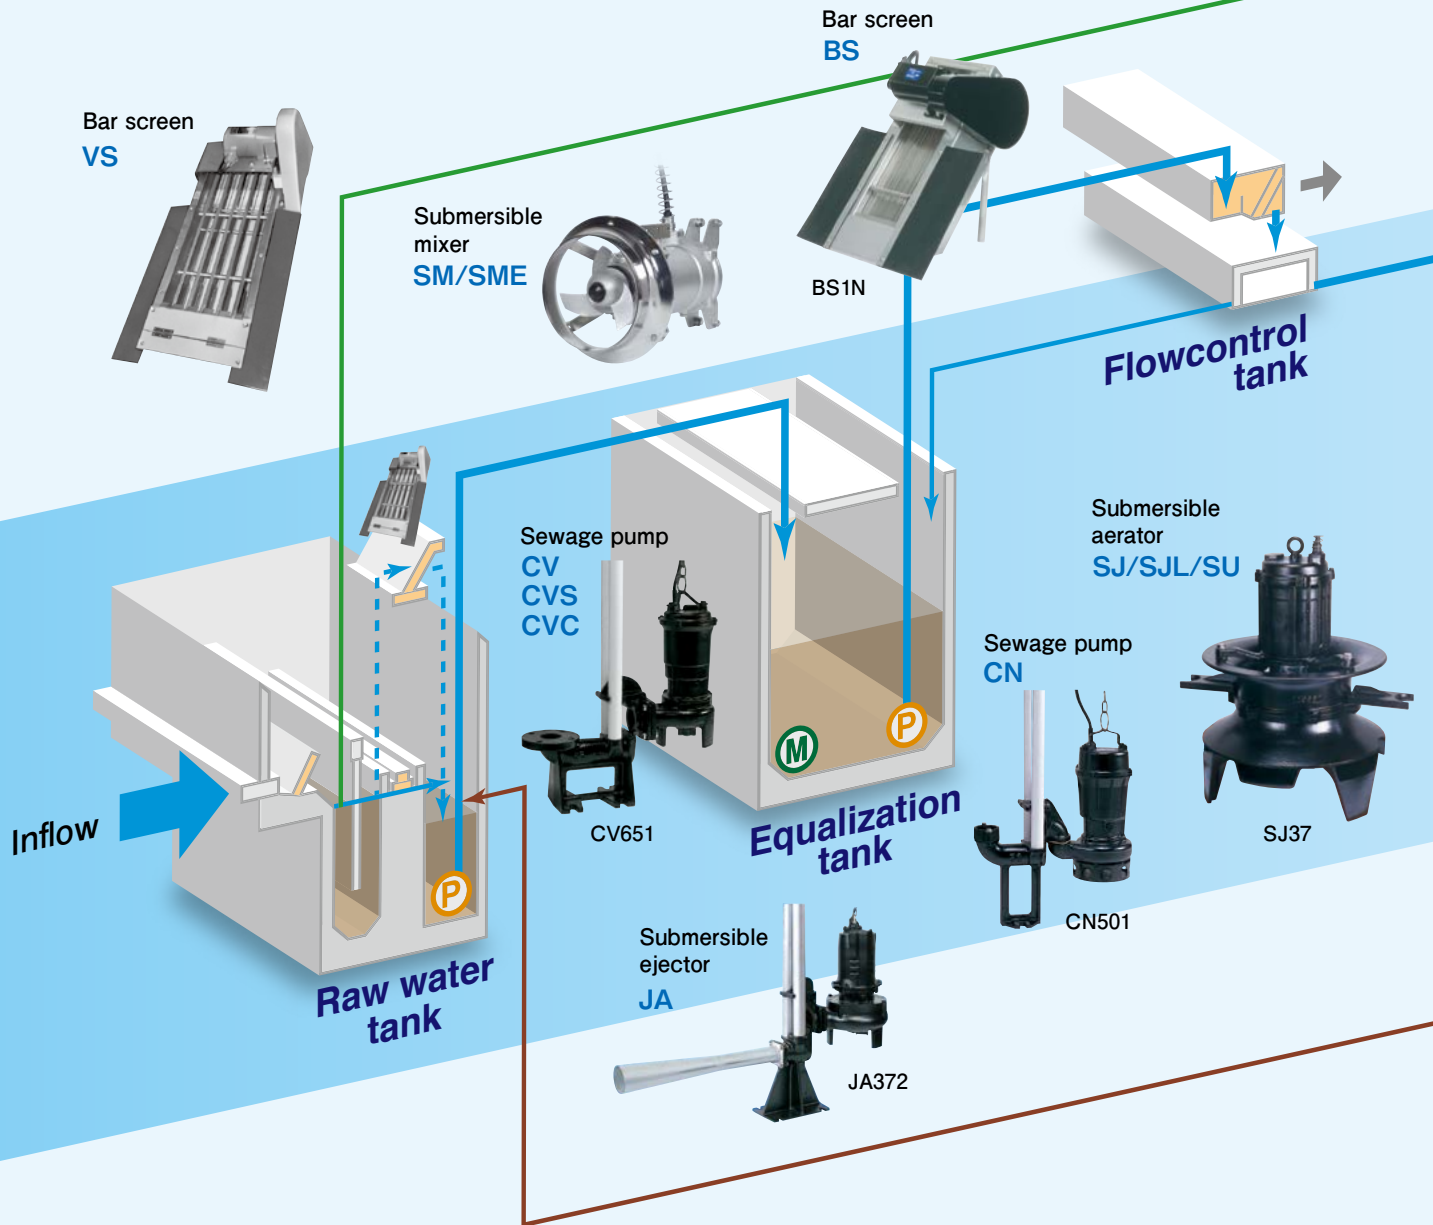 Bar screen
BS
Bar screen
VS
Submersible
mixer
SM/SME
BS1N
Flowcontrol
tank
Sewage pump
CV
CVS
CVC
Submersible
aerator
SJ/SJL/SU
Sewage pump
CN
M
P
Inflow
CV651
Equalization
tank
SJ37
P
CN501
Submersible
ejector
JA
Raw water
tank
JA372